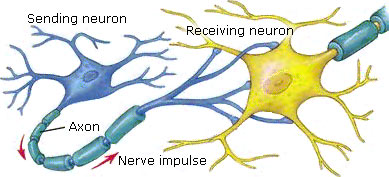 Sending neuron
Receiving neuron
Axon
Nerve impulse